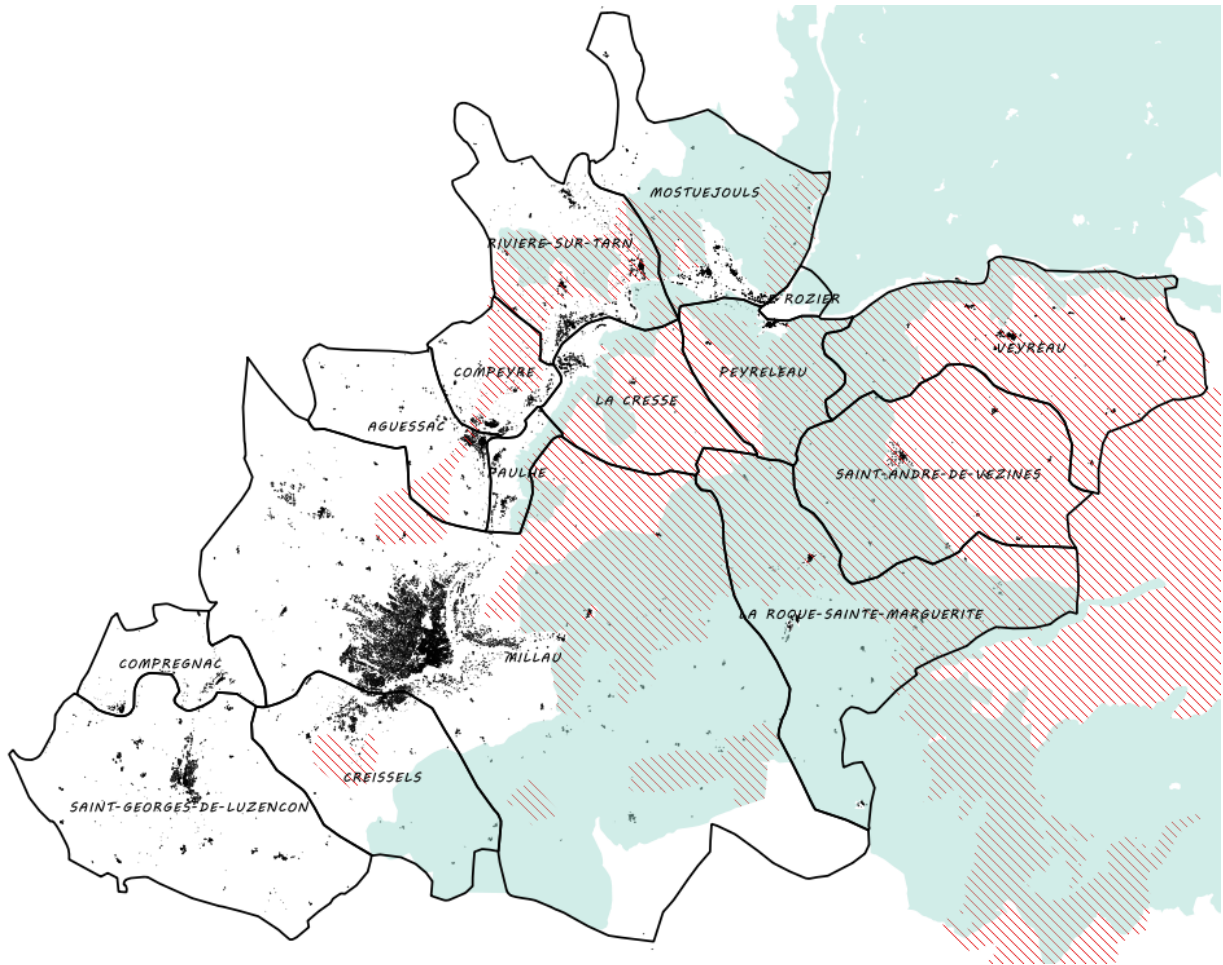 MOSTUEJOULS
RIVIERE-SUR-TARN
LE ROZIER
VEYREAU
COMPEYRE
PEYRELEAU
LA CRESSE
AGUESSAC
PAULHE
SAINT-ANDRE-DE-VEZINES
LA ROQUE-SAINTE-MARGUERITE
MILLAU
COMPREGNAC
CREISSELS
SAINT-GEORGES-DE-LUZENCON